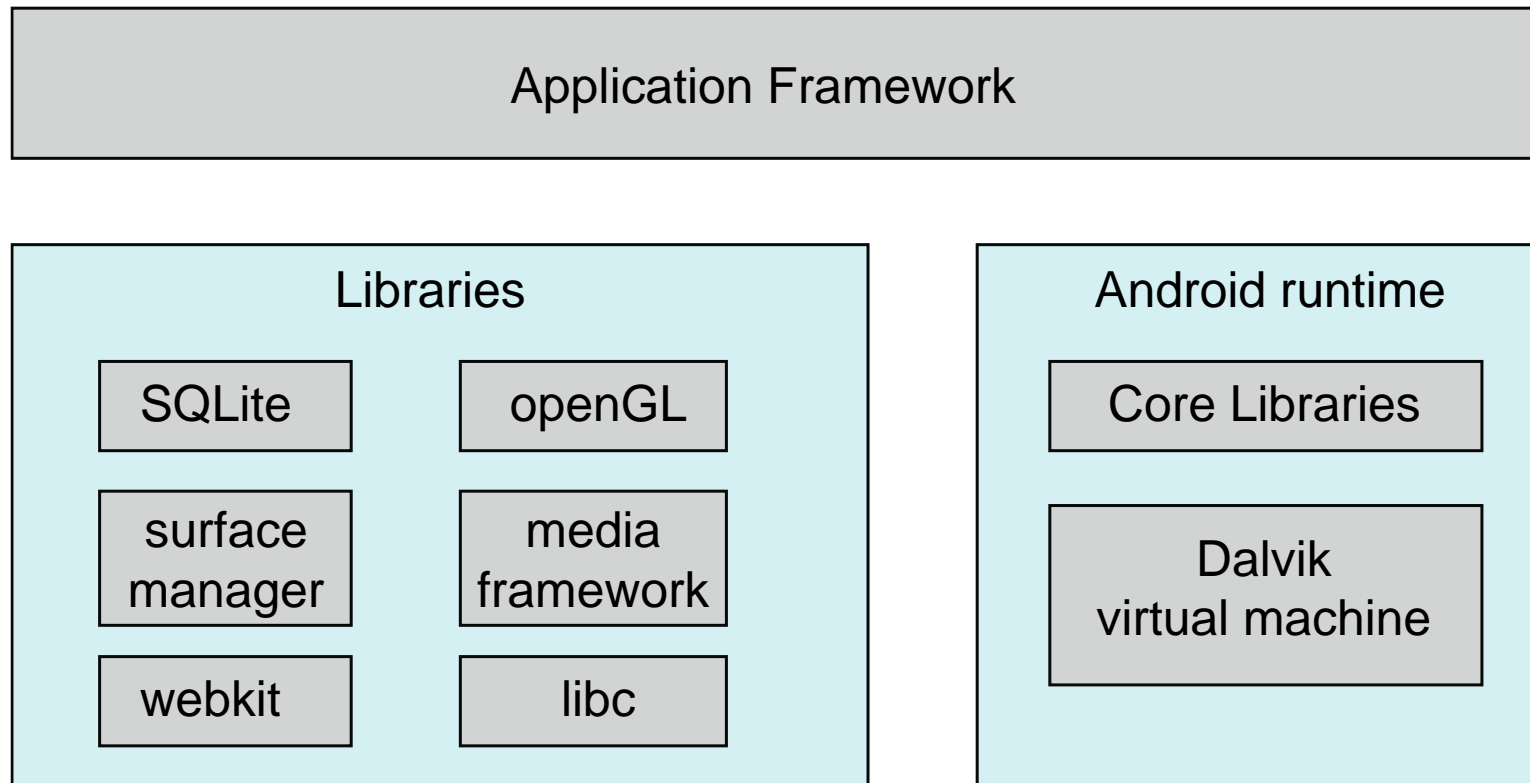 Application Framework
Libraries
SQLite
openGL
surface
manager
media
framework
webkit
libc
Android runtime
Core Libraries
Dalvik
virtual machine